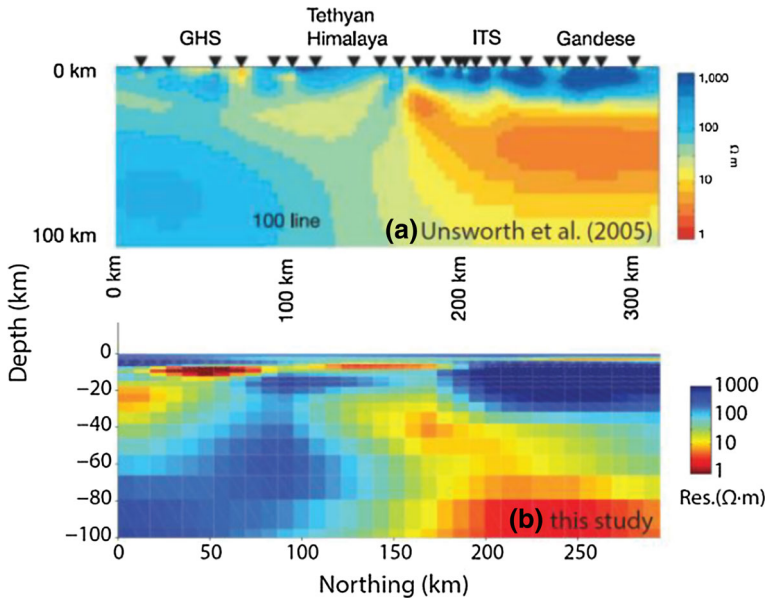 GHS
Tethyan
Himalaya
ITS
Gandese
0 km
100 km
100 line
(a) Unsworth et al. (2005)
1,000
100
10
1
Ω m
0 km
100 km
200 km
300 km
Depth (km)
0
−20
−40
−60
−80
−100
(b) this study
1000
100
10
1
Res.(Ω·m)
0
50
100
150
200
250
Northing (km)